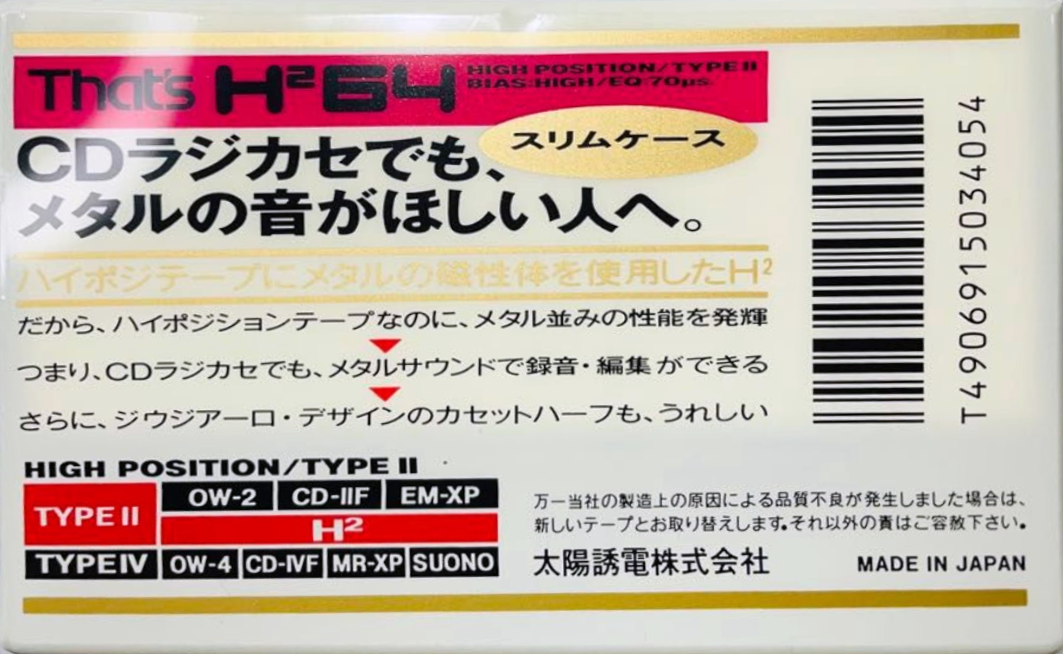 That's H²64
HIGH POSITION/TYPE II
BIAS:HIGH/EQ:70μs
CDラジカセでも、
スリムケース
メタルの音がほしい人へ。
ハイポジテープにメタルの磁性体を使用したH²
だから、ハイポジションテープなのに、メタル並みの性能を発輝
つまり、CDラジカセでも、メタルサウンドで録音・編集ができる
さらに、ジウジアーロ・デザインのカセットハーフも、うれしい
T4906915034054
HIGH POSITION/TYPE II
TYPE II OW-2 CD-IIF EM-XP
H²
TYPE IV OW-4 CD-IVF MR-XP SUONO
万一当社の製造上の原因による品質不良が発生しました場合は、
新しいテープとお取り替えします。それ以外の責はご容赦下さい。
太陽誘電株式会社
MADE IN JAPAN